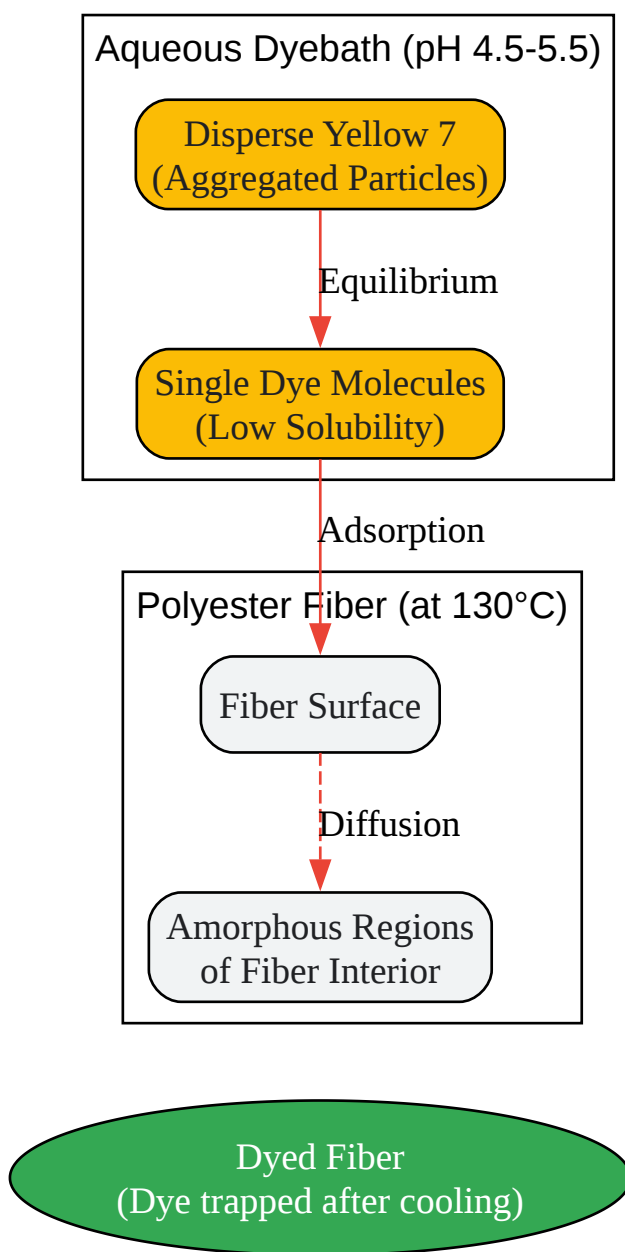 Aqueous Dyebath (pH 4.5-5.5)
Disperse Yellow 7
(Aggregated Particles)
Equilibrium
Single Dye Molecules
(Low Solubility)
Adsorption
Polyester Fiber (at 130°C)
Fiber Surface
Diffusion
Amorphous Regions
of Fiber Interior
Dyed Fiber
(Dye trapped after cooling)